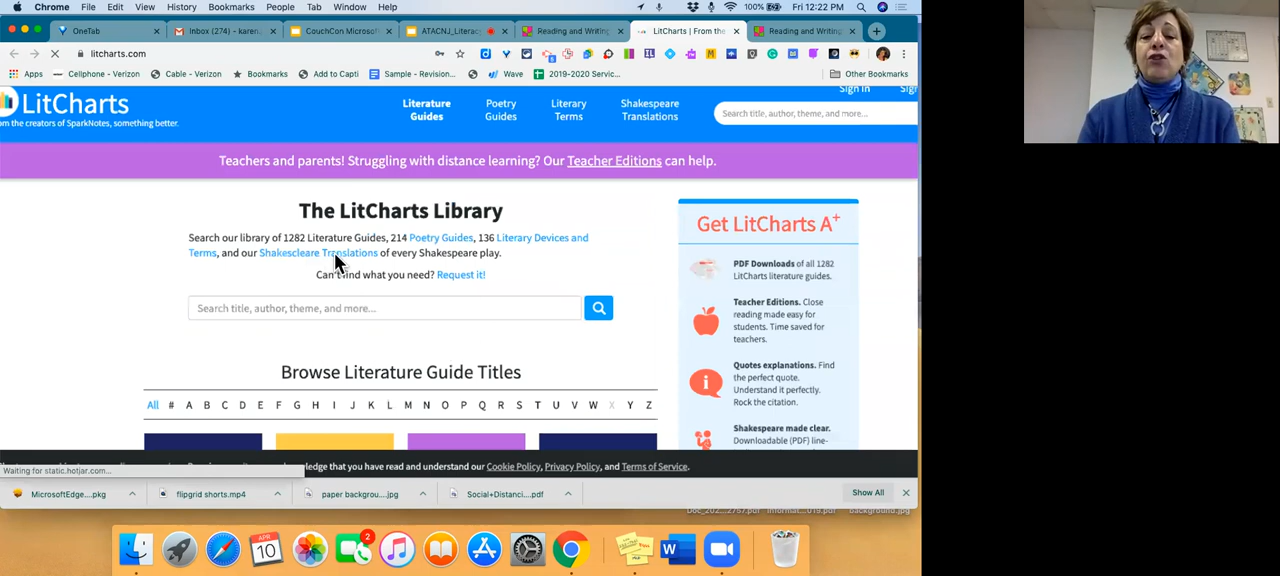 Chrome File Edit View History Bookmarks People Tab Window Help 100% Fri 12:22 PM
OneTab Inbox (274) - karen. CouchCon Microsof ATACNJ_Literacy Reading and Writing LitCharts | From the Reading and Writing
litcharts.com
Apps Cellphone - Verizon Cable - Verizon Bookmarks Add to Capti Sample - Revision... Wave 2019-2020 Servic... Other Bookmarks
Sign In Sign
LitCharts
om the creators of SparkNotes, something better.
Literature Guides
Poetry Guides
Literary Terms
Shakespeare Translations
Search title, author, theme, and more...
Teachers and parents! Struggling with distance learning? Our Teacher Editions can help.
The LitCharts Library
Search our library of 1282 Literature Guides, 214 Poetry Guides, 136 Literary Devices and
Terms, and our Shakescleare Translations of every Shakespeare play.
Can't find what you need? Request it!
Search title, author, theme, and more...
Browse Literature Guide Titles
All # A B C D E F G H I J K L M N O P Q R S T U V W X Y Z
Get LitCharts A+
PDF Downloads of all 1282
LitCharts literature guides.
Teacher Editions. Close
reading made easy for
students. Time saved for
teachers.
Quotes explanations. Find
the perfect quote.
Understand it perfectly.
Rock the citation.
Shakespeare made clear.
Downloadable (PDF) line-
knowledge that you have read and understand our Cookie Policy, Privacy Policy, and Terms of Service.
Waiting for static.hotjar.com...
MicrosoftEdge....pkg flipgrid shorts.mp4 paper backgrou....jpg Social+Distanci....pdf Show All
APR
10
2
W